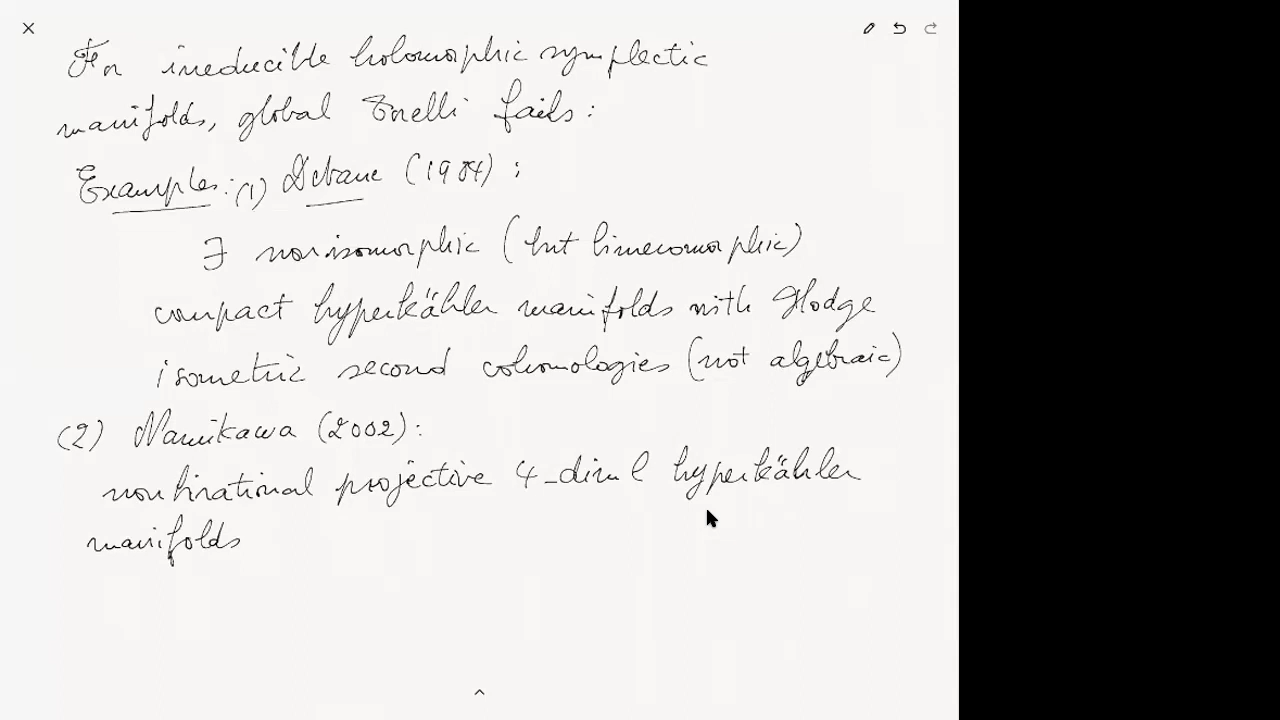 For irreducible holomorphic symplectic
manifolds, global Torelli fails:
Examples: (1) Debarre (1984):
∃ nonisomorphic (but bimeromorphic)
compact hyperkähler manifolds with Hodge
isometric second cohomologies (not algebraic)
(2) Namikawa (2002):
nonbirational projective 4-dim'l hyperkähler
manifolds